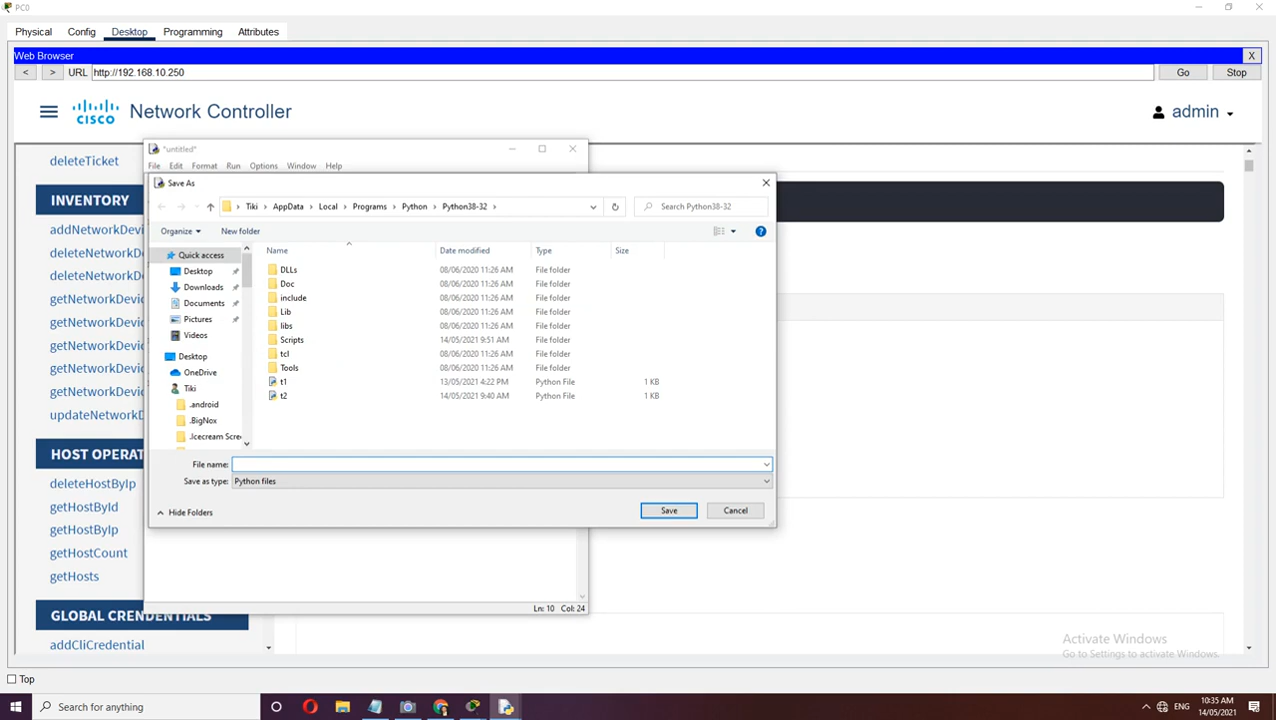 PC0
Physical Config Desktop Programming Attributes
Web Browser X
< > URL http://192.168.10.250 Go Stop
CISCO Network Controller admin
deleteTicket
INVENTORY
addNetworkDevi
deleteNetworkD
deleteNetworkD
getNetworkDevic
getNetworkDevi
getNetworkDevi
getNetworkDevi
getNetworkDevi
updateNetworkD
HOST OPERAT
deleteHostByIp
getHostById
getHostByIp
getHostCount
getHosts
GLOBAL CRENDENTIALS
addCliCredential
*untitled*
File Edit Format Run Options Window Help
Save As
Tiki > AppData > Local > Programs > Python > Python38-32 > Search Python38-32
Organize New folder
Quick access
Desktop
Downloads
Documents
Pictures
Videos
Desktop
OneDrive
Tiki
.android
.BigNox
.Icecream Scree
Name Date modified Type Size
DLLs 08/06/2020 11:26 AM File folder
Doc 08/06/2020 11:26 AM File folder
include 08/06/2020 11:26 AM File folder
Lib 08/06/2020 11:26 AM File folder
libs 08/06/2020 11:26 AM File folder
Scripts 14/05/2021 9:51 AM File folder
tcl 08/06/2020 11:26 AM File folder
Tools 08/06/2020 11:26 AM File folder
t1 13/05/2021 4:22 PM Python File 1 KB
t2 14/05/2021 9:40 AM Python File 1 KB
File name:
Save as type: Python files
Hide Folders Save Cancel
Ln: 10 Col: 24
Activate Windows
Go to Settings to activate Windows.
Top
Search for anything
ENG
10:35 AM
14/05/2021